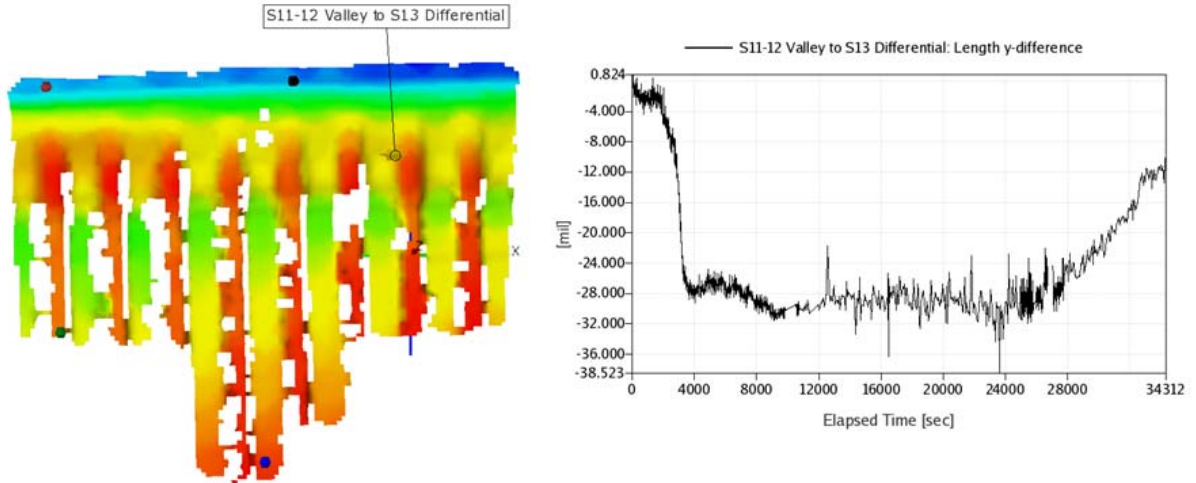 S11-12 Valley to S13 Differential
X
S11-12 Valley to S13 Differential: Length y-difference
0.824
-4.000
-8.000
-12.000
-16.000
-20.000
-24.000
-28.000
-32.000
-36.000
-38.523
[mil]
0 4000 8000 12000 16000 20000 24000 28000 34312
Elapsed Time [sec]